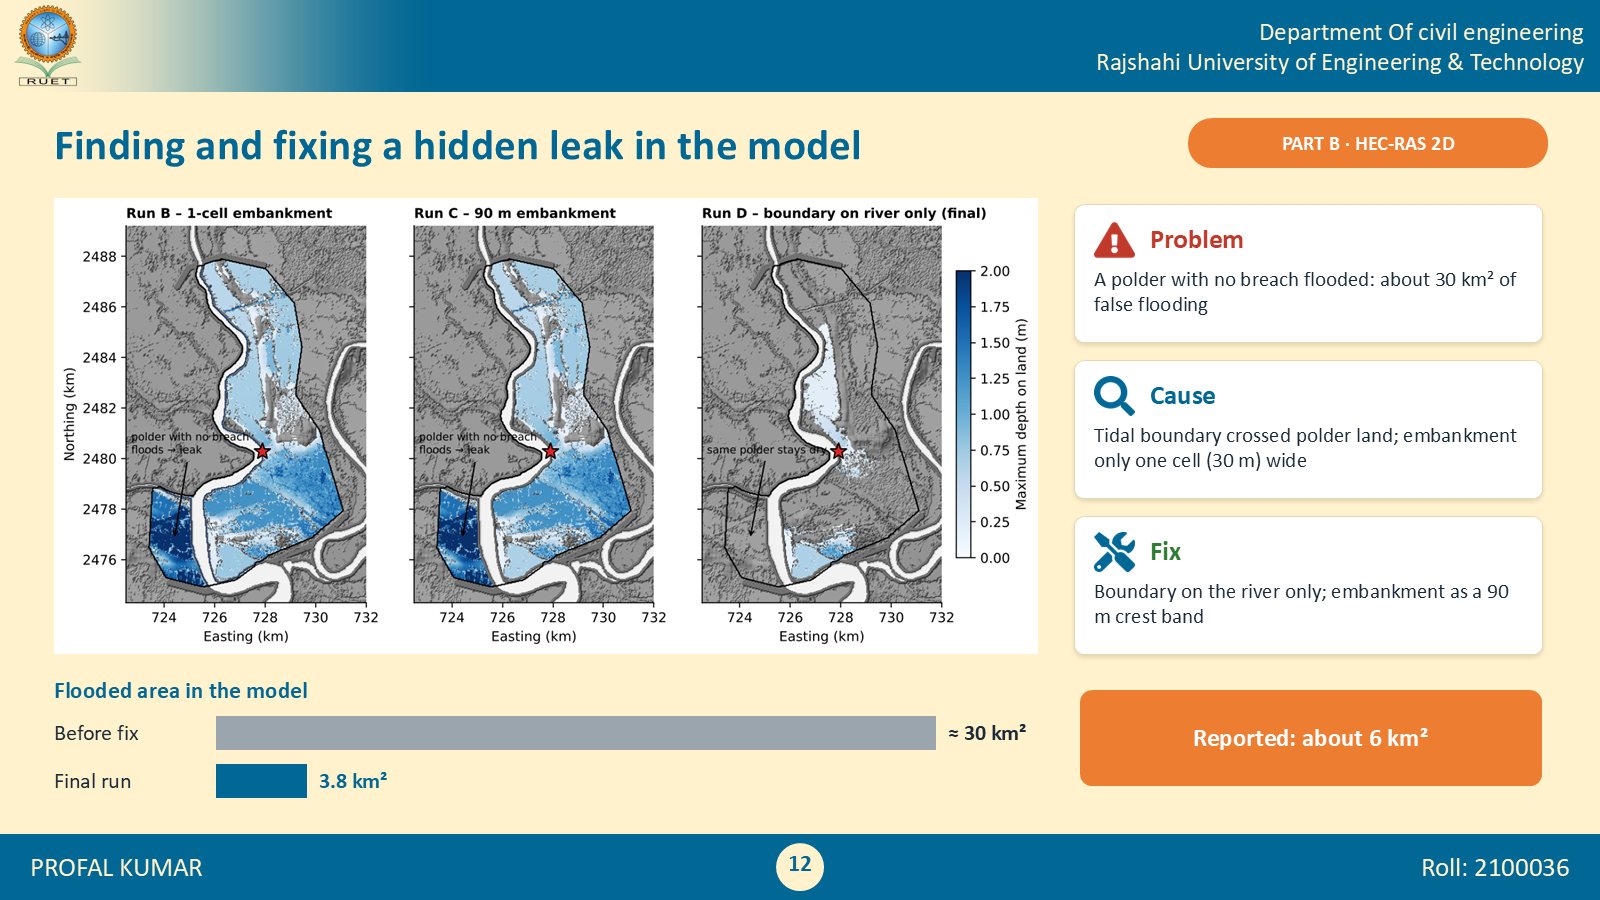 RUET
Department Of civil engineering
Rajshahi University of Engineering & Technology
Finding and fixing a hidden leak in the model
PART B · HEC-RAS 2D
Run B – 1-cell embankment
Run C – 90 m embankment
Run D – boundary on river only (final)
Northing (km)
2488
2486
2484
2482
2480
2478
2476
polder with no breach
floods → leak
724 726 728 730 732
Easting (km)
polder with no breach
floods → leak
724 726 728 730 732
Easting (km)
same polder stays dry
724 726 728 730 732
Easting (km)
2.00
1.75
1.50
1.25
1.00
0.75
0.50
0.25
0.00
Maximum depth on land (m)
Problem
A polder with no breach flooded: about 30 km² of
false flooding
Cause
Tidal boundary crossed polder land; embankment
only one cell (30 m) wide
Fix
Boundary on the river only; embankment as a 90
m crest band
Flooded area in the model
Before fix
≈ 30 km²
Final run
3.8 km²
Reported: about 6 km²
PROFAL KUMAR
12
Roll: 2100036